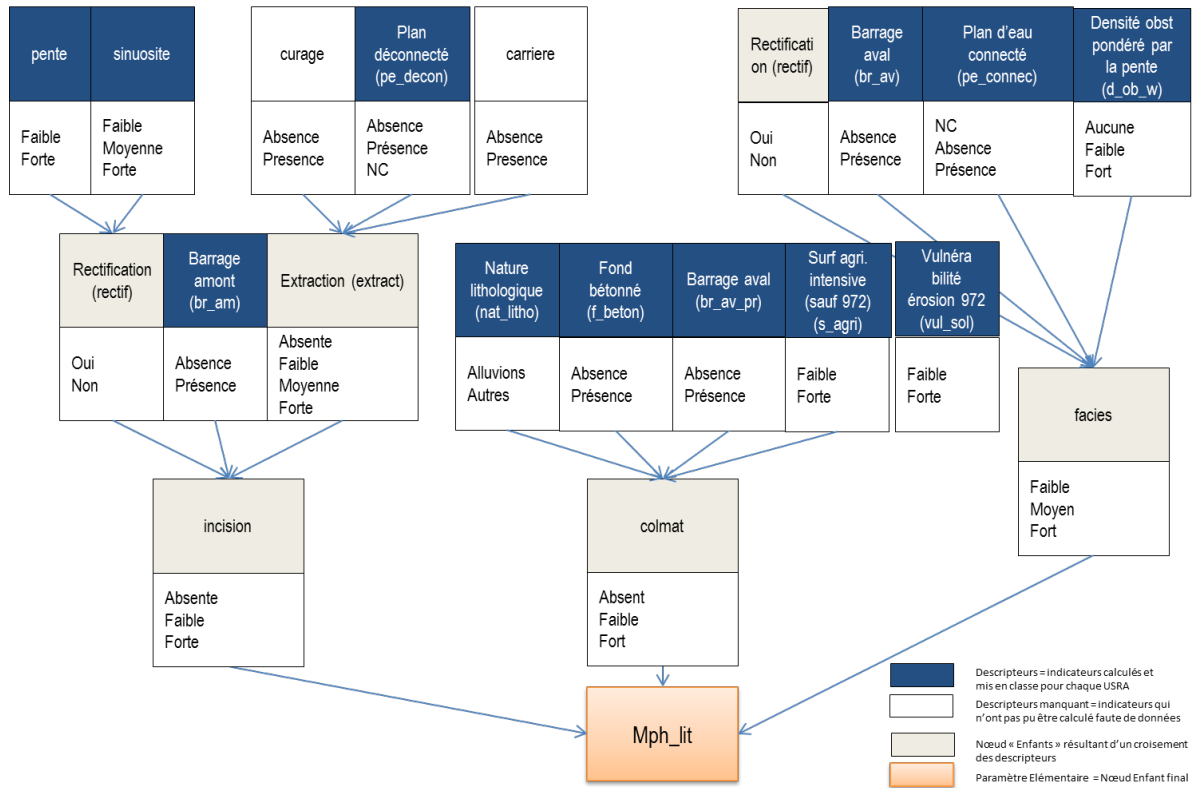 pente
sinuosite
Faible
Forte
Faible
Moyenne
Forte
curage
Plan
déconnecté
(pe_decon)
carriere
Absence
Presence
Absence
Présence
NC
Absence
Presence
Rectificati
on (rectif)
Barrage
aval
(br_av)
Plan d'eau
connecté
(pe_connec)
Densité obst
pondéré par
la pente
(d_ob_w)
Oui
Non
Absence
Présence
NC
Absence
Présence
Aucune
Faible
Fort
Rectification
(rectif)
Barrage
amont
(br_am)
Extraction (extract)
Oui
Non
Absence
Présence
Absente
Faible
Moyenne
Forte
Nature
lithologique
(nat_litho)
Fond
bétonné
(f_beton)
Barrage aval
(br_av_pr)
Surf agri.
intensive
(sauf 972)
(s_agri)
Vulnéra
bilité
érosion 972
(vul_sol)
Alluvions
Autres
Absence
Présence
Absence
Présence
Faible
Forte
Faible
Forte
facies
Faible
Moyen
Fort
incision
Absente
Faible
Forte
colmat
Absent
Faible
Fort
Mph_lit
Descripteurs = indicateurs calculés et
mis en classe pour chaque USRA
Descripteurs manquant = indicateurs qui
n'ont pas pu être calculé faute de données
Nœud « Enfants » résultant d'un croisement
des descripteurs
Paramètre Elémentaire = Nœud Enfant final